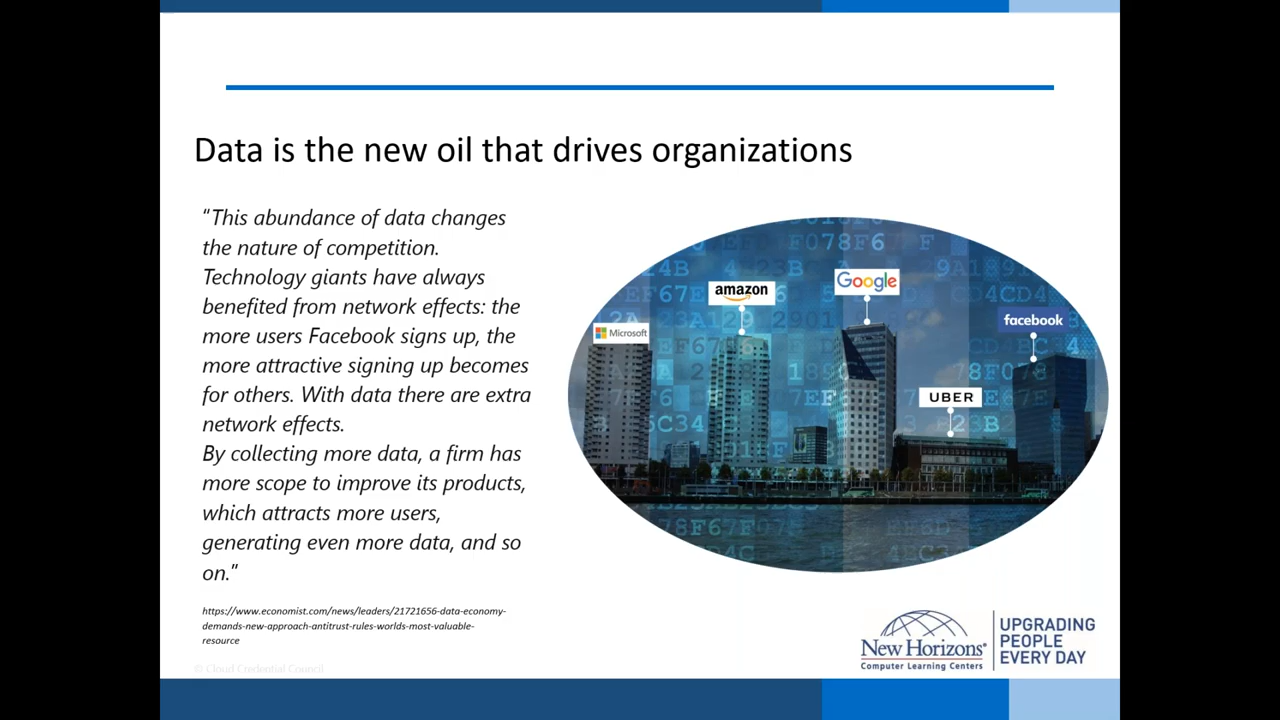 Data is the new oil that drives organizations
"This abundance of data changes
the nature of competition.
Technology giants have always
benefited from network effects: the
more users Facebook signs up, the
more attractive signing up becomes
for others. With data there are extra
network effects.
By collecting more data, a firm has
more scope to improve its products,
which attracts more users,
generating even more data, and so
on."
https://www.economist.com/news/leaders/21721656-data-economy-
demands-new-approach-antitrust-rules-worlds-most-valuable-
resource
© Cloud Credential Council
Microsoft
amazon
Google
facebook
UBER
New Horizons®
Computer Learning Centers
UPGRADING
PEOPLE
EVERY DAY